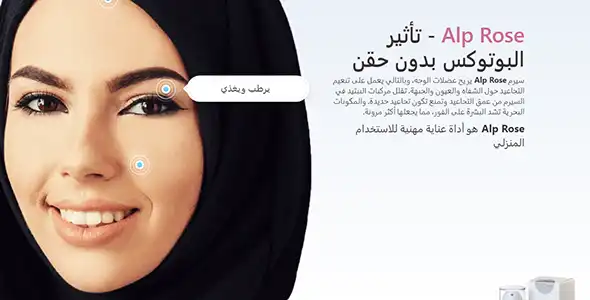 Alp Rose - تأثير
البوتوكس بدون حقن
سيرم Alp Rose يريح عضلات الوجه، وبالتالي يعمل على تنعيم
التجاعيد حول الشفاه والعيون والجبهة. تقلل مركبات الببتيد في
السيرم من عمق التجاعيد وتمنع تكون تجاعيد جديدة. والمكونات
البحرية تشد البشرة على الفور، مما يجعلها أكثر مرونة.
Alp Rose هو أداة عناية مهنية للاستخدام
المنزلي
يرطب ويغذي